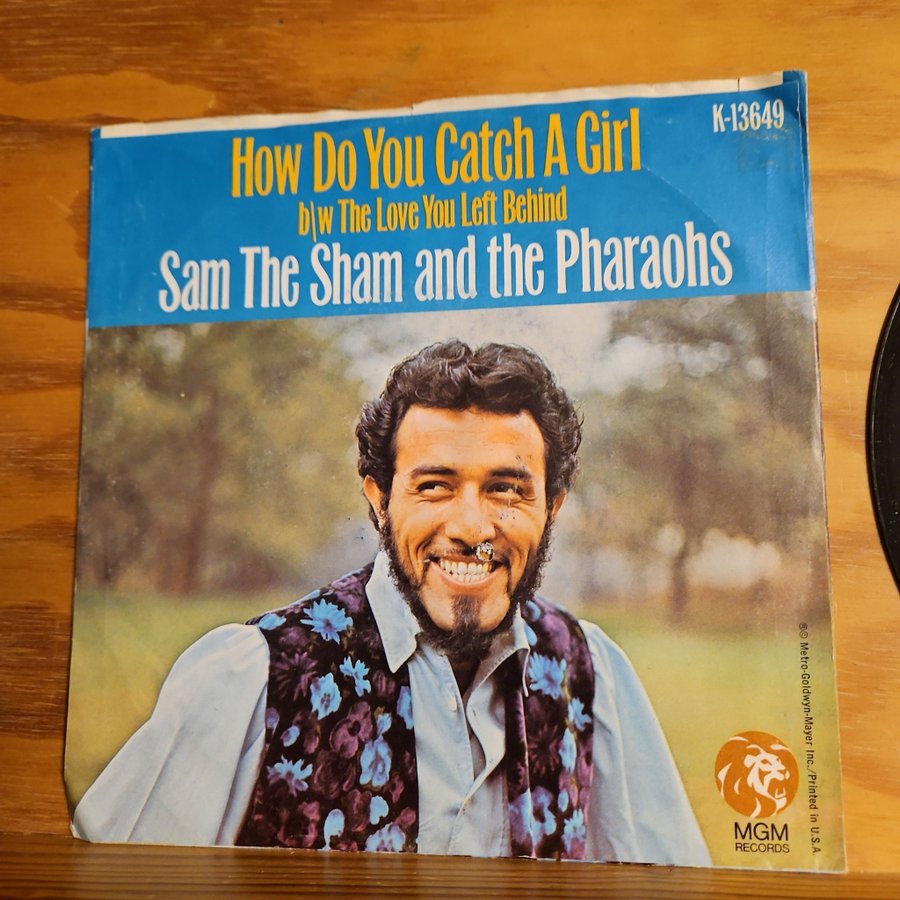 K-13649
How Do You Catch A Girl
b\w The Love You Left Behind
Sam The Sham and the Pharaohs
℗© Metro-Goldwyn-Mayer Inc./Printed in U.S.A.
MGM
RECORDS